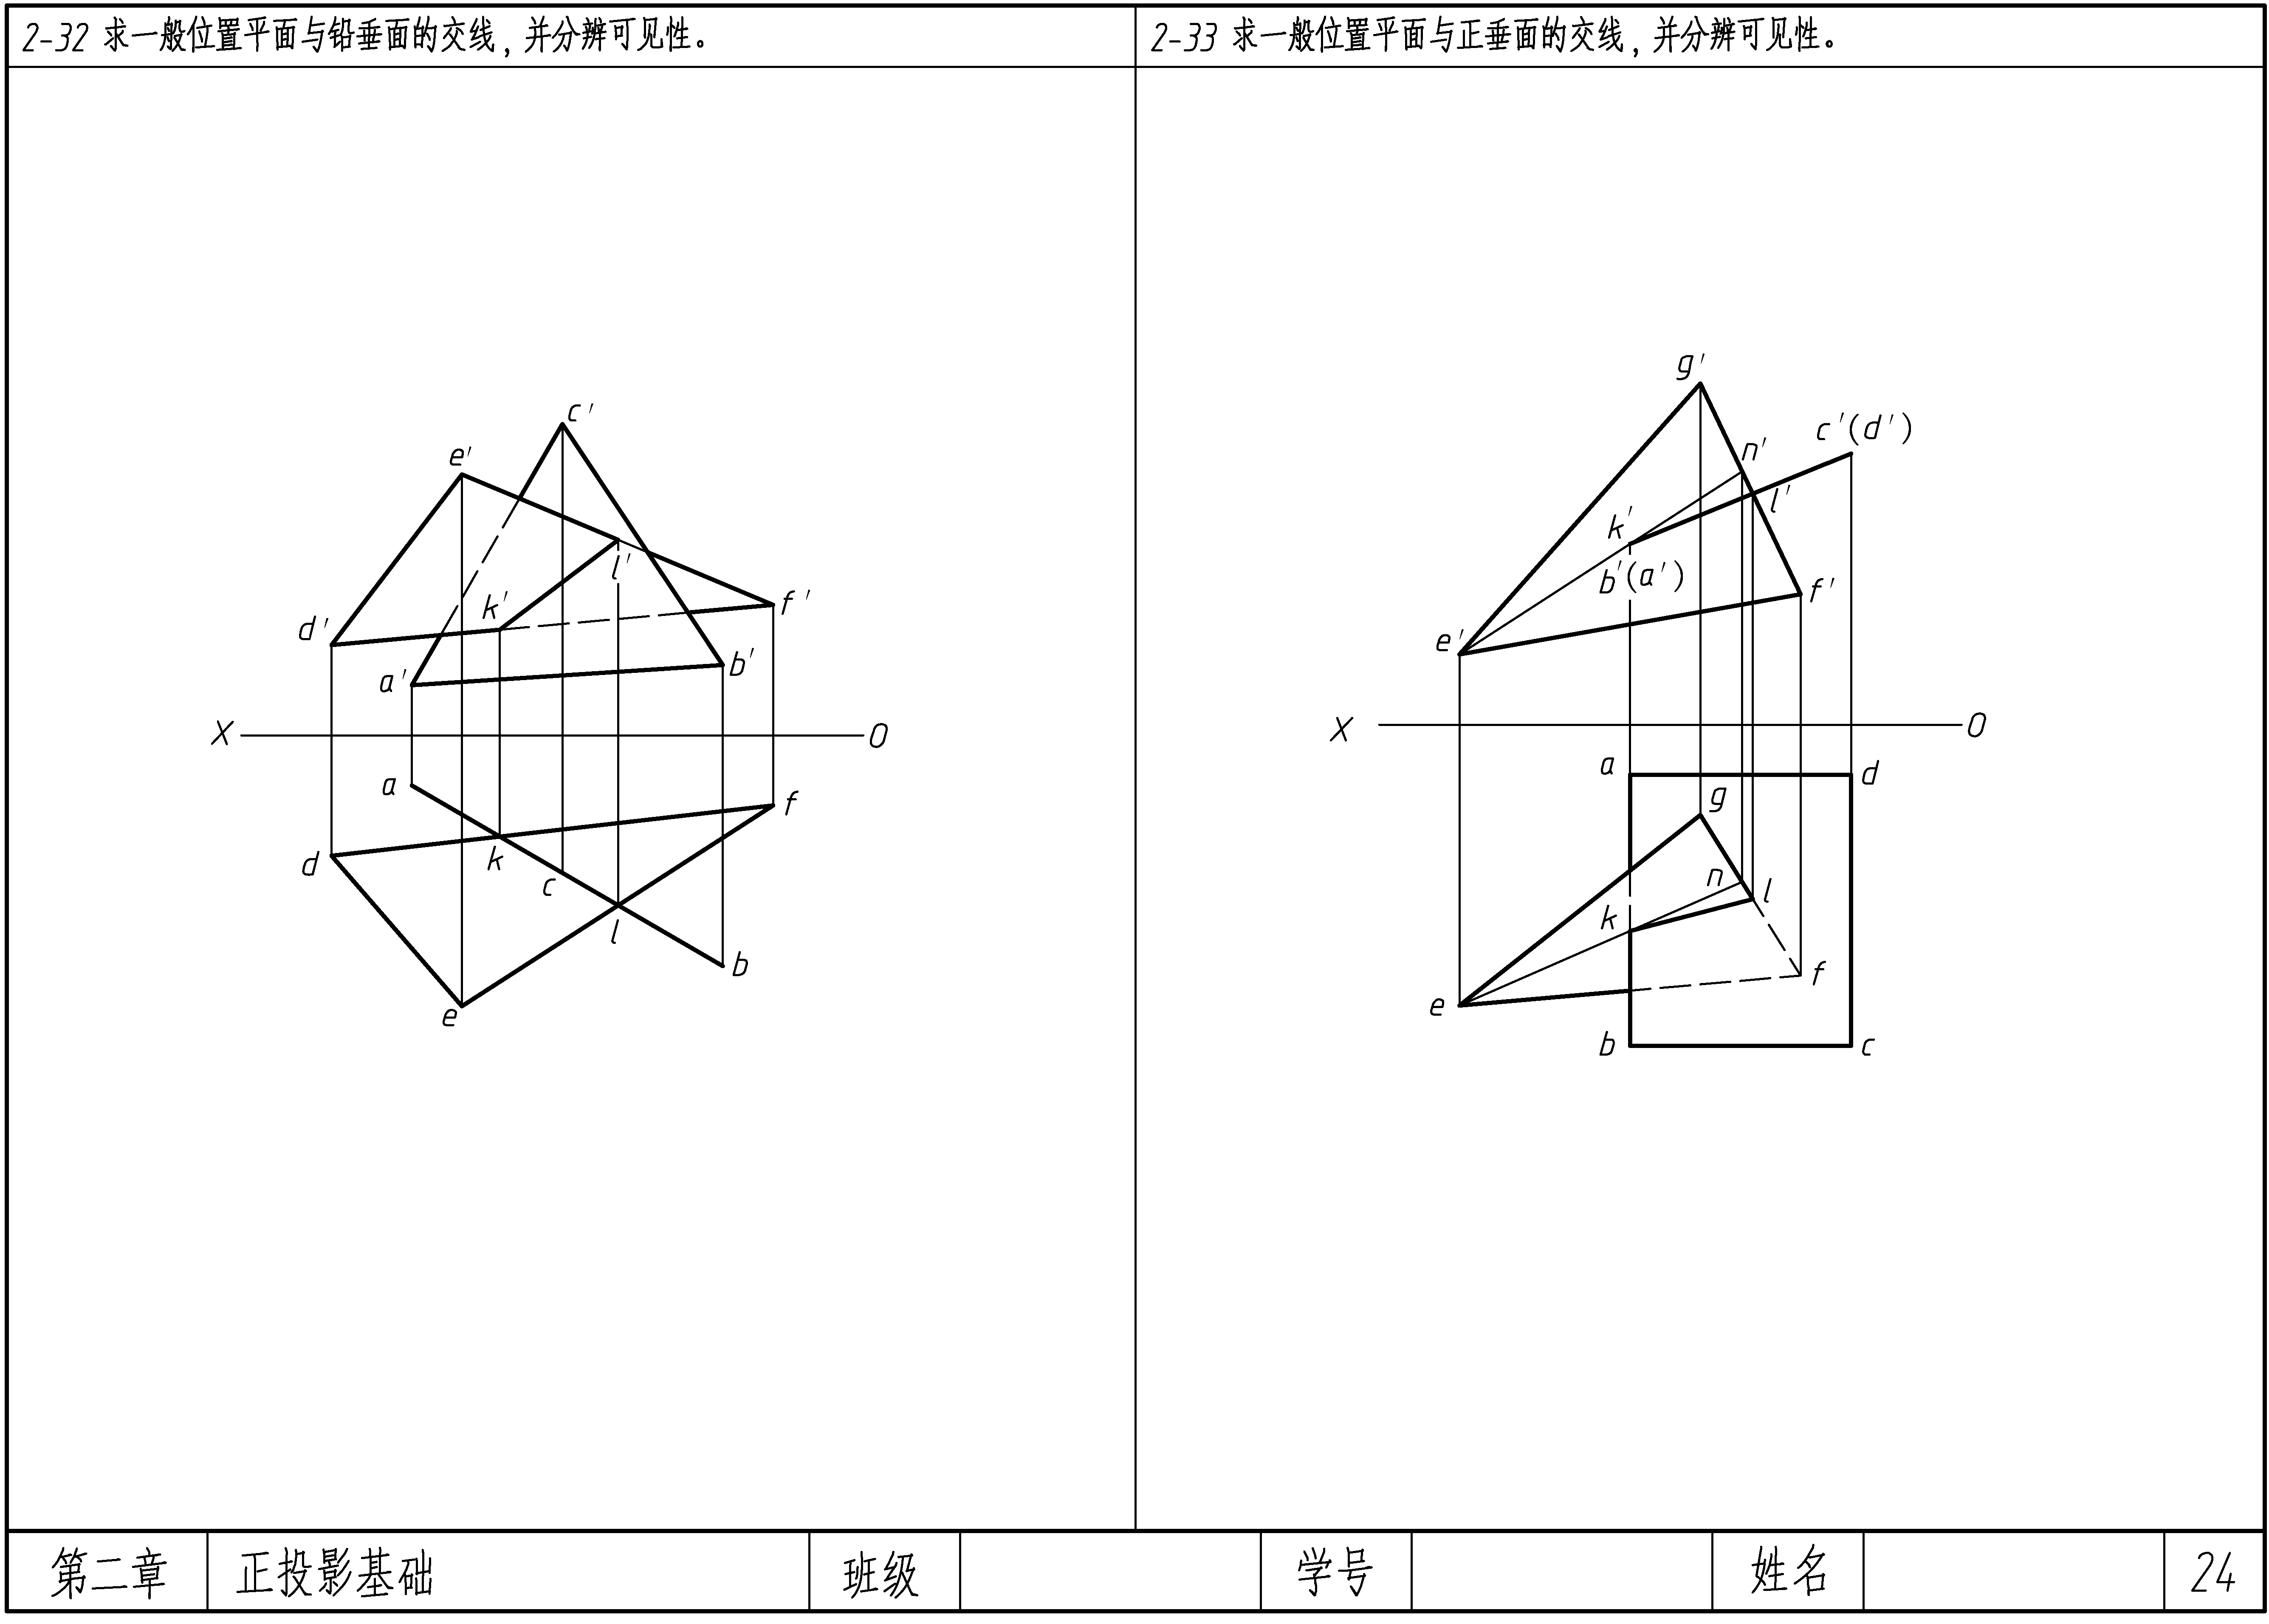 2-32 求一般位置平面与铅垂面的交线，并分辨可见性。
c'
e'
l'
k'
f'
d'
b'
a'
X
O
a
f
d
k
c
l
b
e
2-33 求一般位置平面与正垂面的交线，并分辨可见性。
g'
c'(d')
n'
l'
k'
b'(a')
f'
e'
X
O
a
d
g
n
l
k
f
e
b
c
第二章 正投影基础 班级 学号 姓名 24